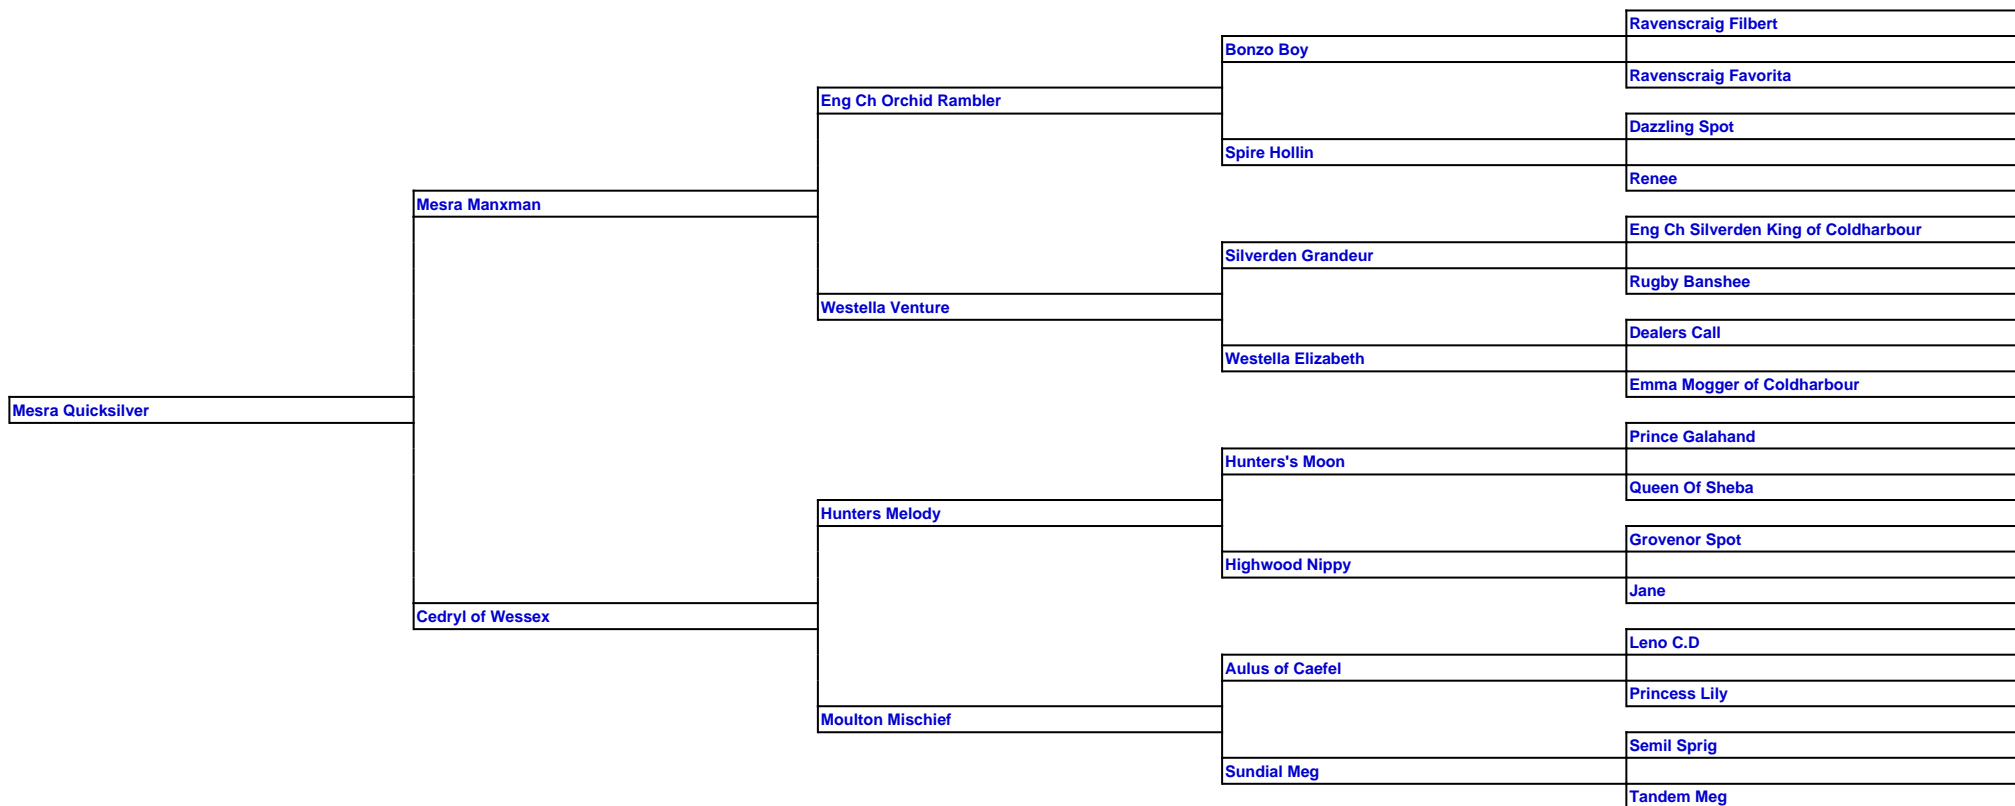 Ravenscraig Filbert
Bonzo Boy
Ravenscraig Favorita
Eng Ch Orchid Rambler
Dazzling Spot
Spire Hollin
Renee
Mesra Manxman
Eng Ch Silverden King of Coldharbour
Silverden Grandeur
Rugby Banshee
Westella Venture
Dealers Call
Westella Elizabeth
Emma Mogger of Coldharbour
Mesra Quicksilver
Prince Galahand
Hunters's Moon
Queen Of Sheba
Hunters Melody
Grovenor Spot
Highwood Nippy
Jane
Cedryl of Wessex
Leno C.D
Aulus of Caefel
Princess Lily
Moulton Mischief
Semil Sprig
Sundial Meg
Tandem Meg